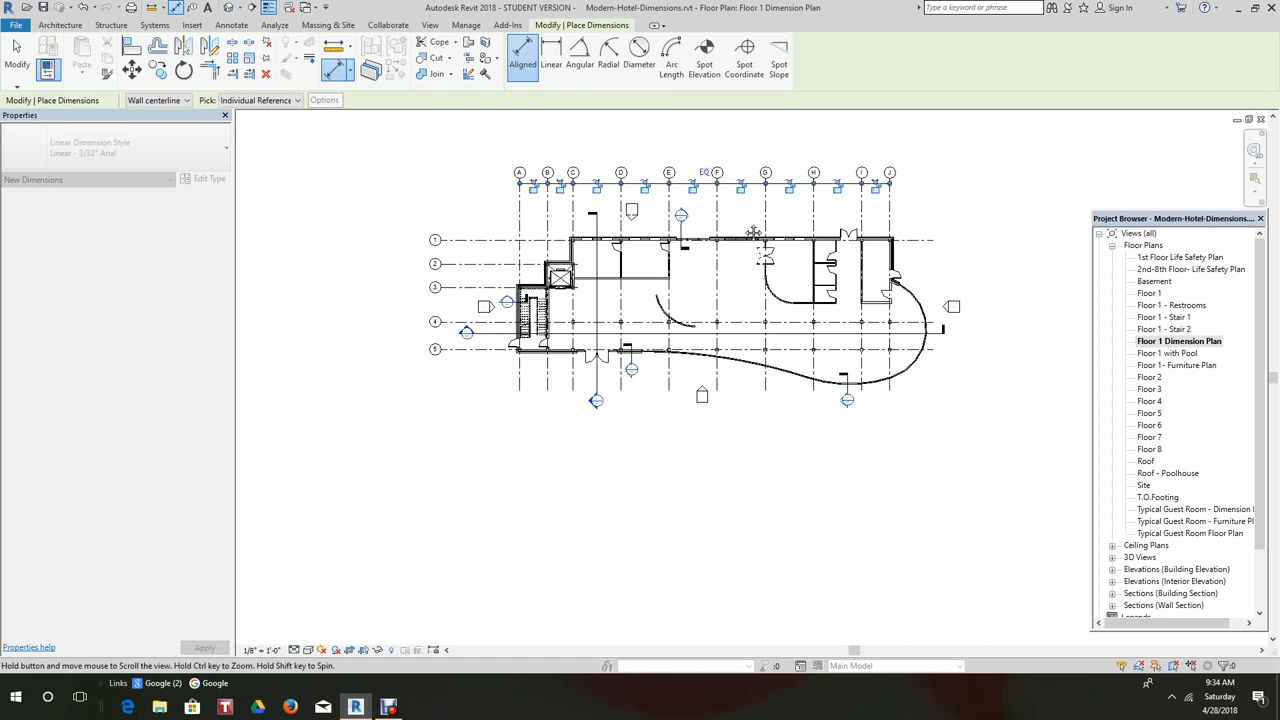 Autodesk Revit 2018 - STUDENT VERSION - Modern-Hotel-Dimensions.rvt - Floor Plan: Floor 1 Dimension Plan
Type a keyword or phrase
Sign In
File Architecture Structure Systems Insert Annotate Analyze Massing & Site Collaborate View Manage Add-Ins Modify | Place Dimensions
Modify Paste Cope Cut Join Aligned Linear Angular Radial Diameter Arc Length Spot Elevation Spot Coordinate Spot Slope
Modify | Place Dimensions Wall centerline Pick: Individual Reference Options
Properties
Linear Dimension Style
Linear - 3/32" Arial
New Dimensions Edit Type
A B C D E EQ F G H I J
1
2
3
4
5
Project Browser - Modern-Hotel-Dimensions...
Views (all)
Floor Plans
1st Floor Life Safety Plan
2nd-8th Floor- Life Safety Plan
Basement
Floor 1
Floor 1 - Restrooms
Floor 1 - Stair 1
Floor 1 - Stair 2
Floor 1 Dimension Plan
Floor 1 with Pool
Floor 1- Furniture Plan
Floor 2
Floor 3
Floor 4
Floor 5
Floor 6
Floor 7
Floor 8
Roof
Roof - Poolhouse
Site
T.O.Footing
Typical Guest Room - Dimension
Typical Guest Room - Furniture Pl
Typical Guest Room Floor Plan
Ceiling Plans
3D Views
Elevations (Building Elevation)
Elevations (Interior Elevation)
Sections (Building Section)
Sections (Wall Section)
Legends
Properties help Apply
1/8" = 1'-0"
Hold button and move mouse to Scroll the view. Hold Ctrl key to Zoom. Hold Shift key to Spin.
:0 Main Model :0
Links Google (2) Google
9:34 AM
Saturday
4/28/2018